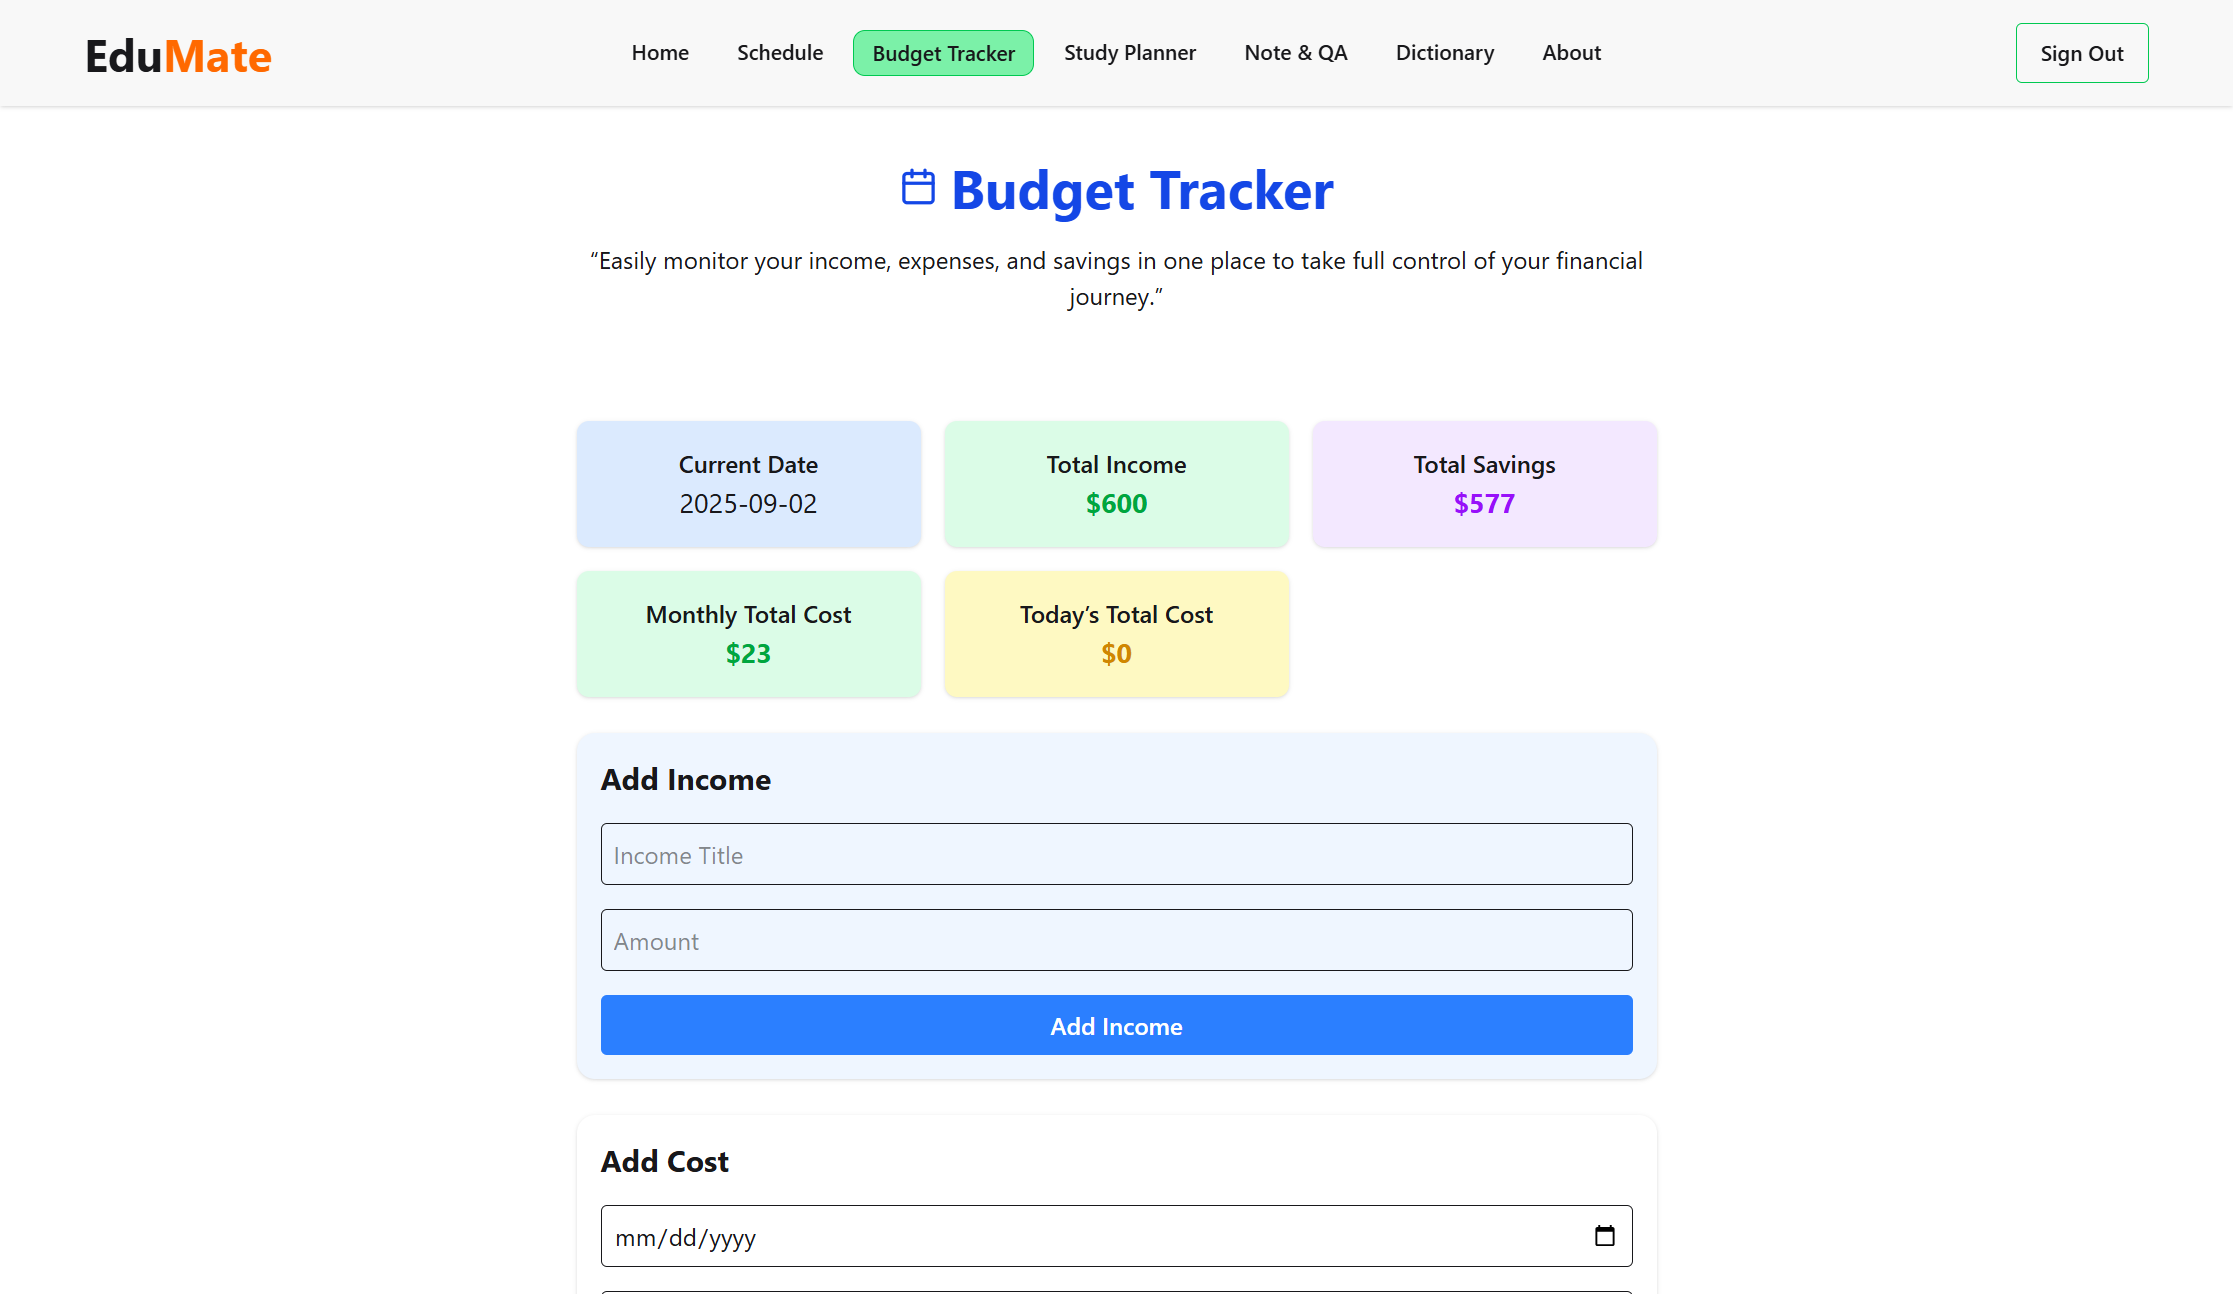 EduMate
Home
Schedule
Budget Tracker
Study Planner
Note & QA
Dictionary
About
Sign Out
Budget Tracker
“Easily monitor your income, expenses, and savings in one place to take full control of your financial
journey.”
Current Date
2025-09-02
Total Income
$600
Total Savings
$577
Monthly Total Cost
$23
Today’s Total Cost
$0
Add Income
Income Title
Amount
Add Income
Add Cost
mm/dd/yyyy